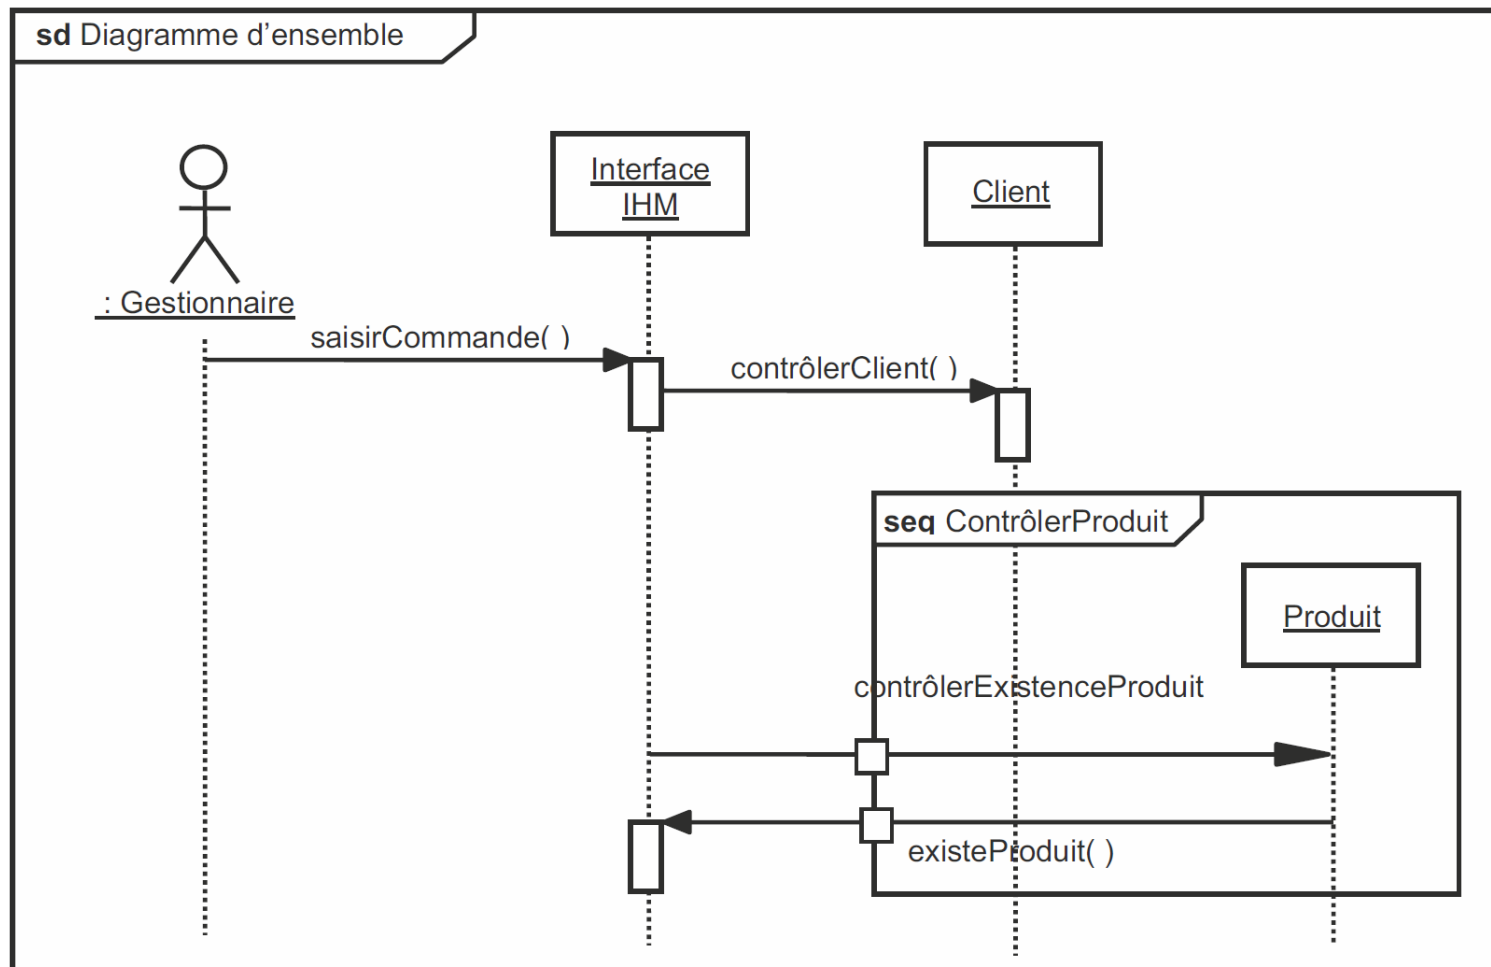 sd Diagramme d'ensemble
Interface
IHM
Client
: Gestionnaire
saisirCommande( )
contrôlerClient( )
seq ContrôlerProduit
Produit
contrôlerExistenceProduit
existeProduit( )